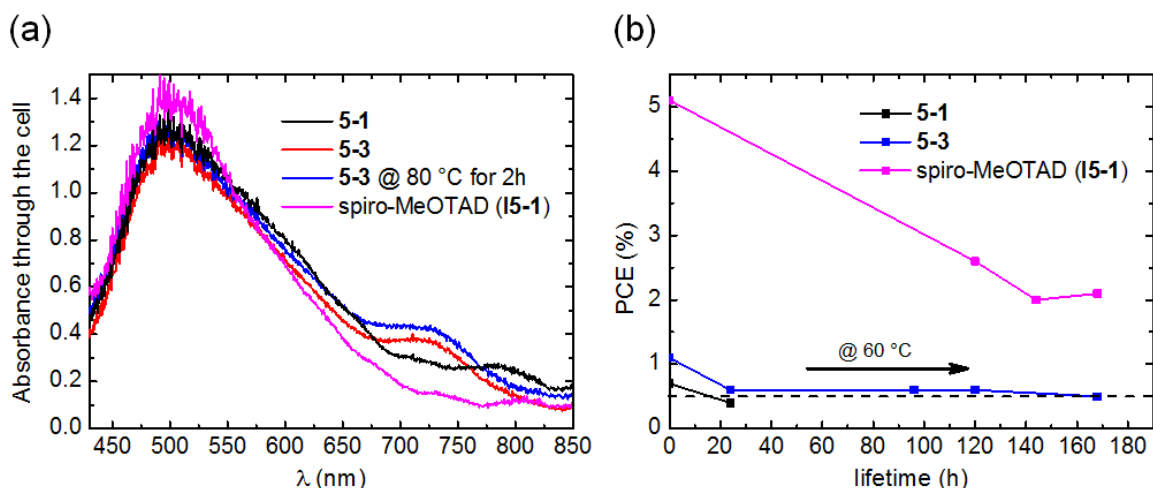 (a)
Absorbance through the cell
1.4
1.2
1.0
0.8
0.6
0.4
0.2
0.0
5-1
5-3
5-3 @ 80 °C for 2h
spiro-MeOTAD (I5-1)
450 500 550 600 650 700 750 800 850
λ (nm)
(b)
PCE (%)
5
4
3
2
1
0
5-1
5-3
spiro-MeOTAD (I5-1)
@ 60 °C
0 20 40 60 80 100 120 140 160 180
lifetime (h)